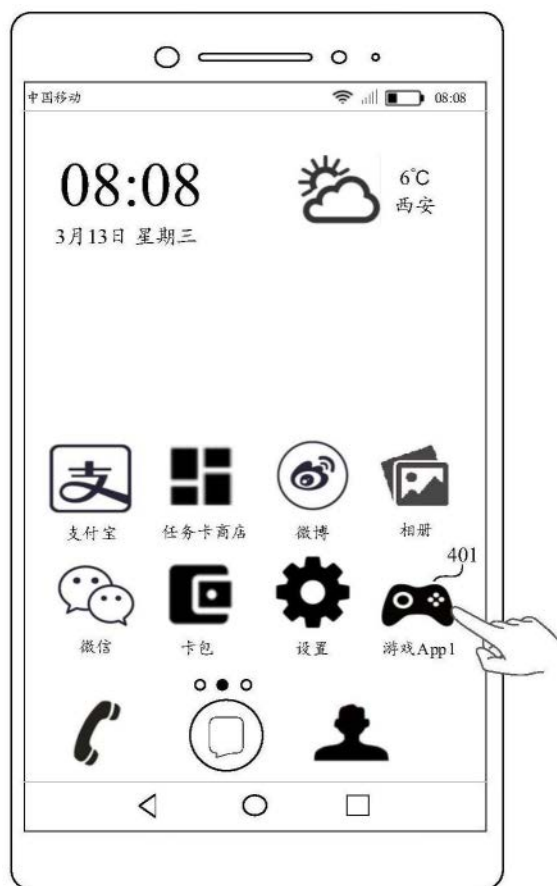 中国移动 08:08
08:08
3月13日 星期三
6℃
西安
支
支付宝 任务卡商店 微博 相册
401
微信 卡包 设置 游戏App1